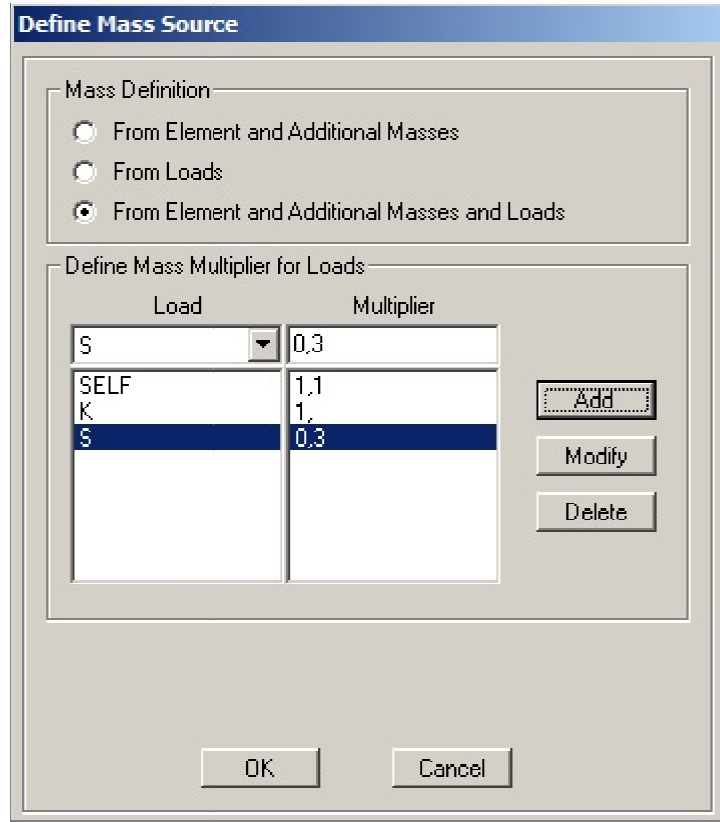 Define Mass Source
Mass Definition
From Element and Additional Masses
From Loads
From Element and Additional Masses and Loads
Define Mass Multiplier for Loads
Load Multiplier
S 0,3
SELF 1,1
K 1,
S 0,3
Add
Modify
Delete
OK Cancel